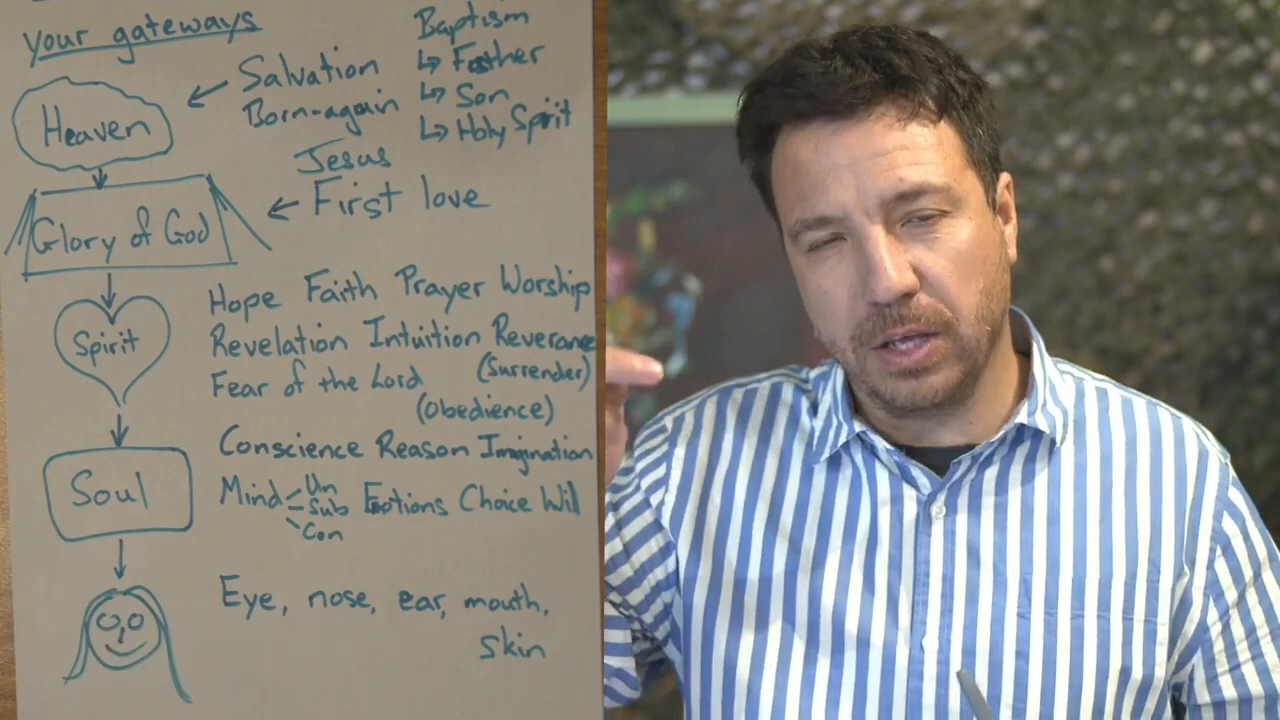 your gateways
Baptism
↳ Father
↳ Son
↳ Holy Spirit
Heaven
Salvation
Born-again
Jesus
First love
Glory of God
Spirit
Hope Faith Prayer Worship
Revelation Intuition Reverance
Fear of the Lord (Surrender)
(Obedience)
Soul
Conscience Reason Imagination
Mind Un Sub Con Emotions Choice Will
Eye, nose, ear, mouth,
skin